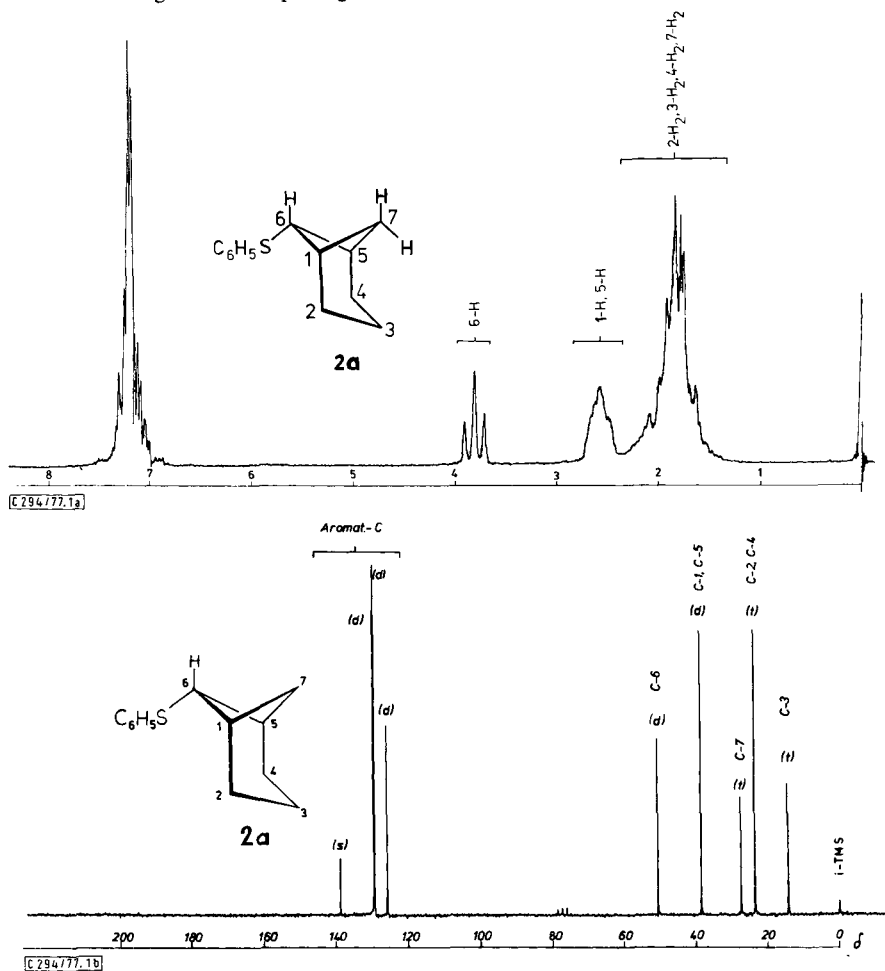 2-H₂, 3-H₂, 4-H₂, 7-H₂
H
H
6
7
C₆H₅S
H
1
5
4
2
3
2a
6-H
1-H, 5-H
8
7
6
5
4
3
2
1
C 294/77.1a
Aromat.-C
(d)
(d)
(d)
(s)
H
6
7
C₆H₅S
1
5
4
2
3
2a
C-6
(d)
C-1, C-5
(d)
C-7
(t)
C-2, C-4
(t)
C-3
(t)
i-TMS
200
160
140
120
100
80
60
40
20
0
δ
C 294/77.1b